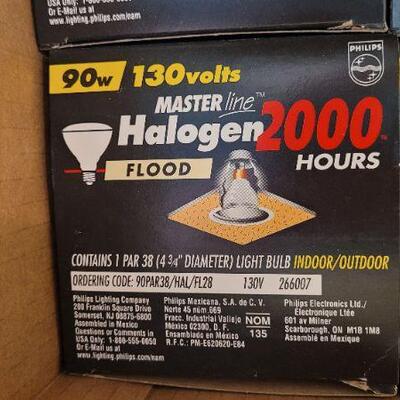 Or E-mail us at
www.lighting.philips.com/nam
PHILIPS
90w 130volts
MASTER line™
Halogen 2000™
HOURS
FLOOD
CONTAINS 1 PAR 38 (4 3/4" DIAMETER) LIGHT BULB INDOOR/OUTDOOR
ORDERING CODE: 90PAR38/HAL/FL28 130V 266007
Philips Lighting Company
200 Franklin Square Drive
Somerset, NJ 08875-6800
Assembled in Mexico
Questions or Comments in
USA Only: 1-800-555-0050
Or E-Mail us at
www.lighting.philips.com/nam
Philips Mexicana, S.A. de C.V.
Norte 45 núm.669
Fracc. Industrial Vallejo
México 02300, D. F.
Ensamblado en México
R.F.C.: PM-E620620-E84
NOM
135
Philips Electronics Ltd./
Electronique Ltée
601 av Milner
Scarborough, ON M1B 1M8
Assemblé en Mexique